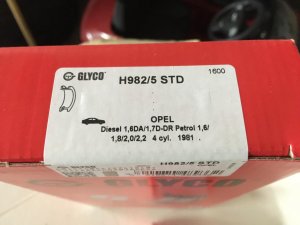 GLYCO
H982/5 STD
1600
OPEL
Diesel 1,6DA/1,7D-DR Petrol 1,6/
1,8/2,0/2,2 4 cyl. 1981
H982/5 STD
GLYCO